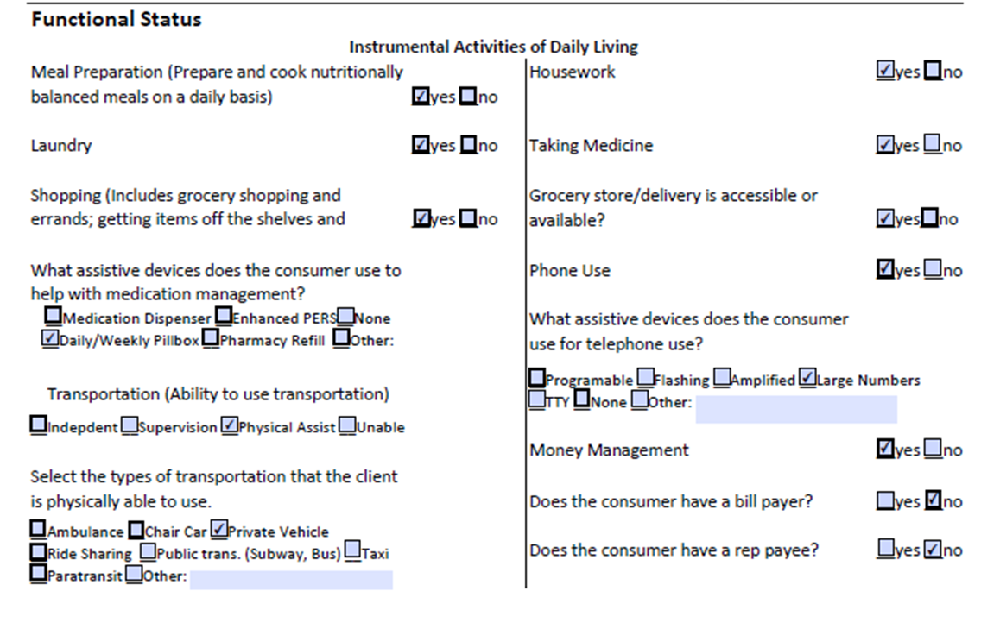 Functional Status
Instrumental Activities of Daily Living
Meal Preparation (Prepare and cook nutritionally
balanced meals on a daily basis) yes no
Laundry yes no
Shopping (Includes grocery shopping and
errands; getting items off the shelves and yes no
What assistive devices does the consumer use to
help with medication management?
Medication Dispenser Enhanced PERS None
Daily/Weekly Pillbox Pharmacy Refill Other:
Transportation (Ability to use transportation)
Indepdent Supervision Physical Assist Unable
Select the types of transportation that the client
is physically able to use.
Ambulance Chair Car Private Vehicle
Ride Sharing Public trans. (Subway, Bus) Taxi
Paratransit Other:
Housework yes no
Taking Medicine yes no
Grocery store/delivery is accessible or
available? yes no
Phone Use yes no
What assistive devices does the consumer
use for telephone use?
Programable Flashing Amplified Large Numbers
TTY None Other:
Money Management yes no
Does the consumer have a bill payer? yes no
Does the consumer have a rep payee? yes no